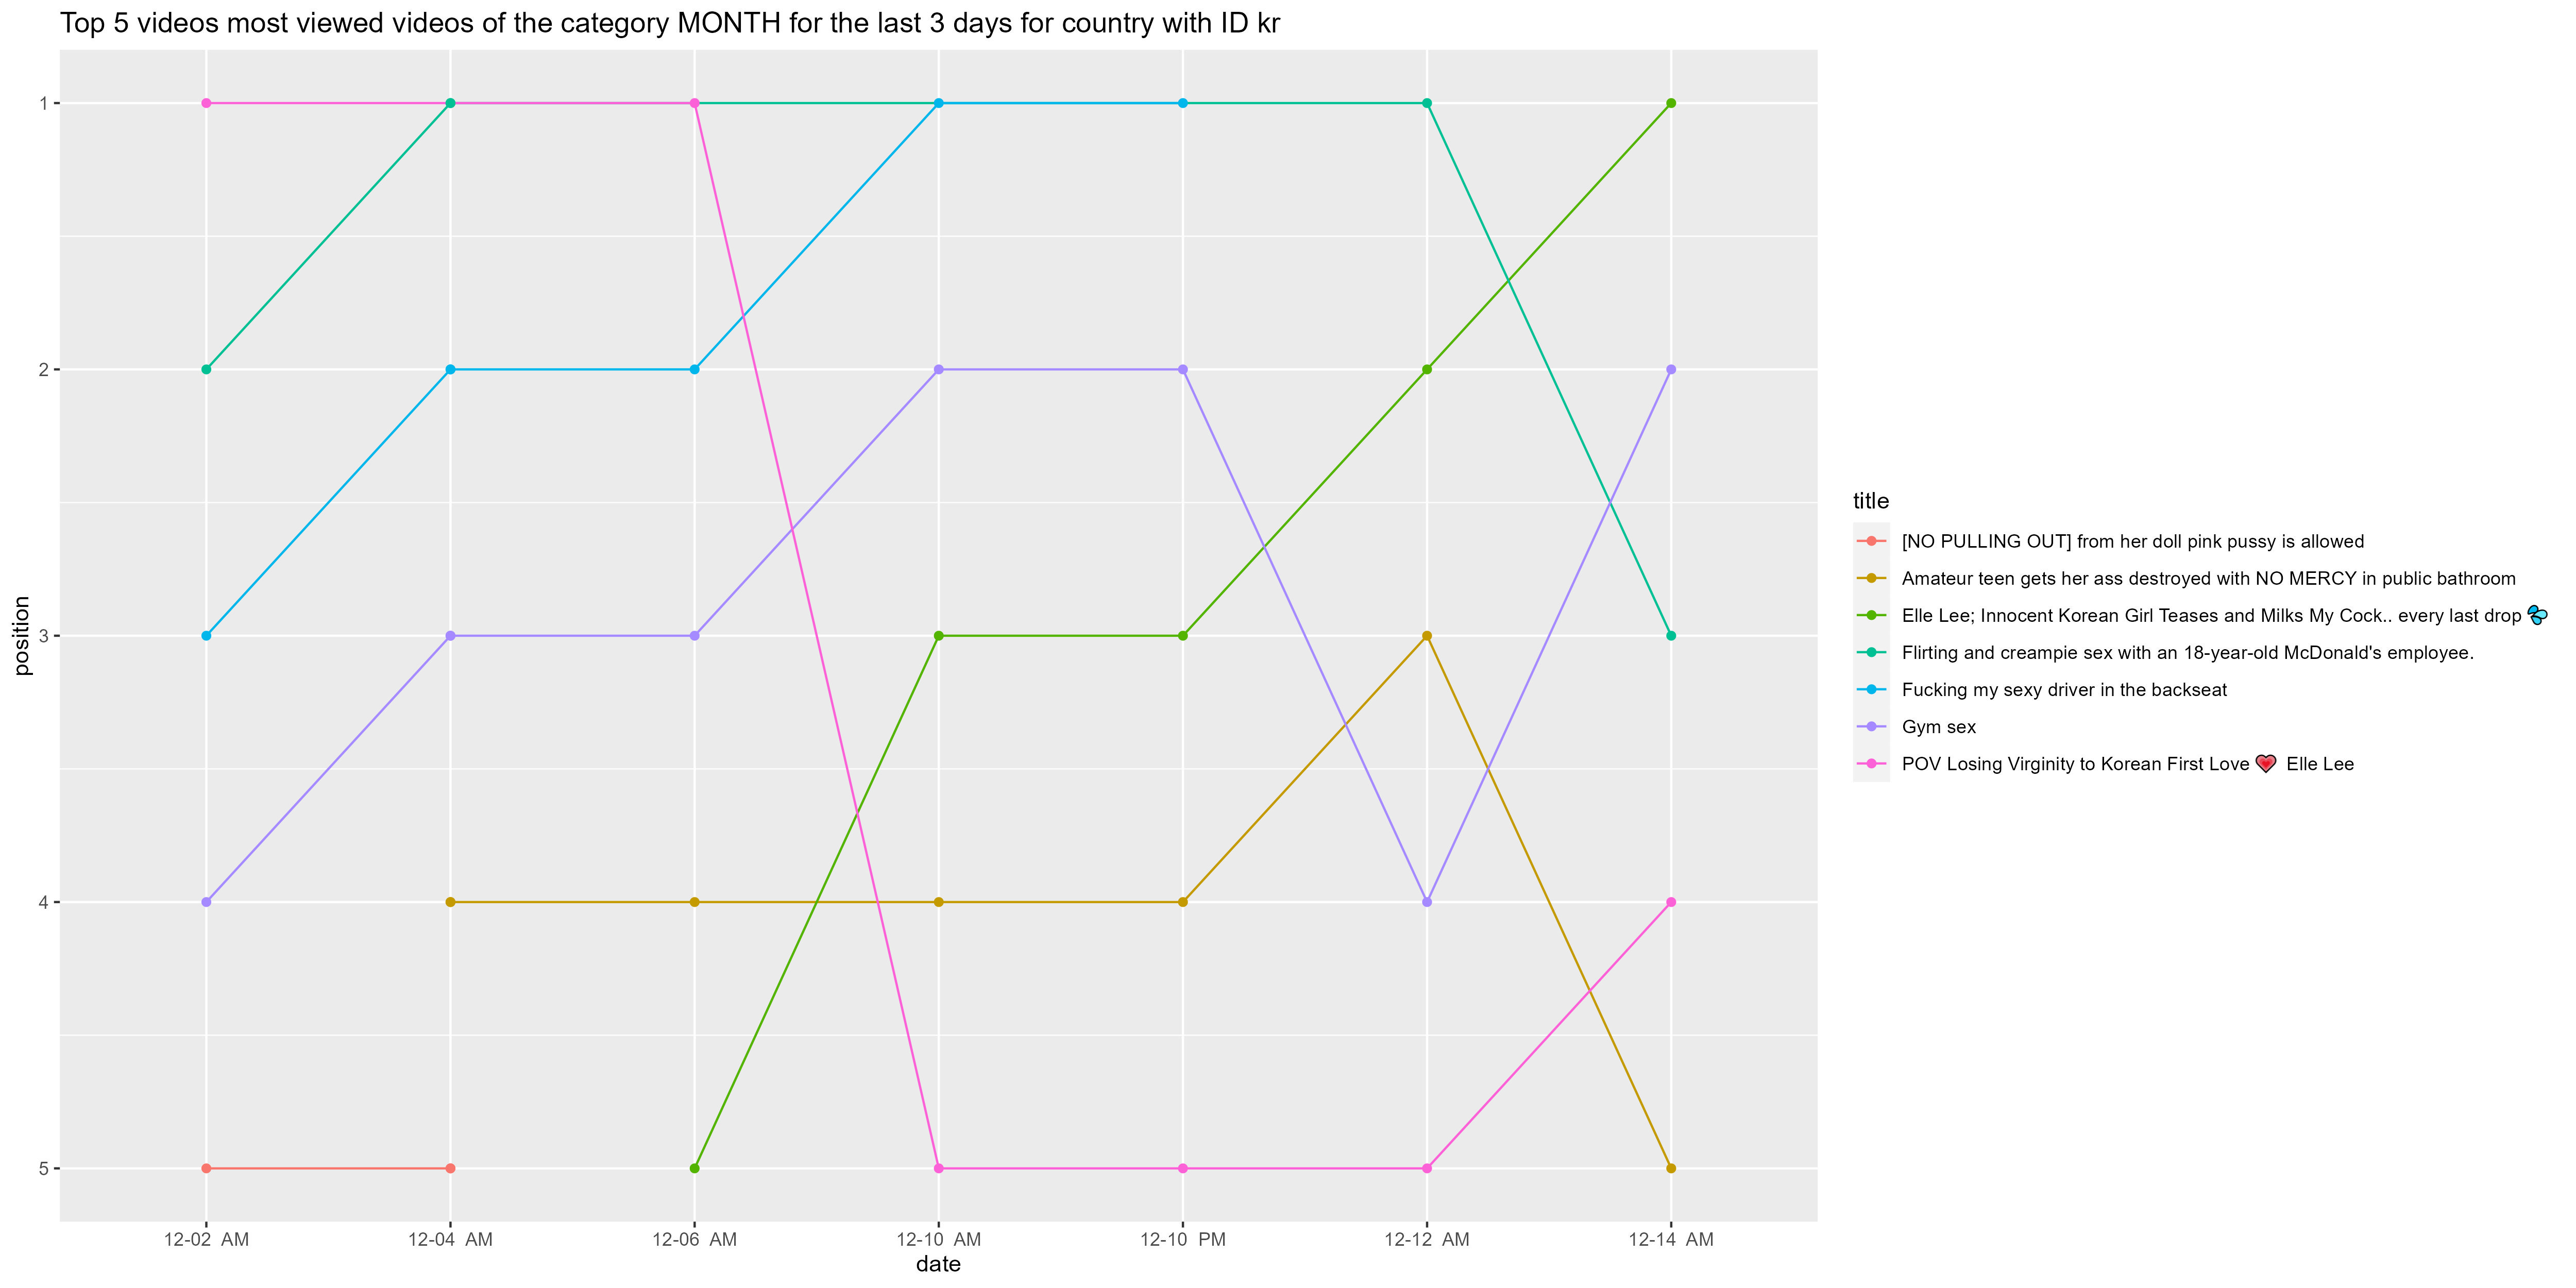 Top 5 videos most viewed videos of the category MONTH for the last 3 days for country with ID kr
1
2
3
4
5
position
12-02 AM
12-04 AM
12-06 AM
12-10 AM
12-10 PM
12-12 AM
12-14 AM
date
title
[NO PULLING OUT] from her doll pink pussy is allowed
Amateur teen gets her ass destroyed with NO MERCY in public bathroom
Elle Lee; Innocent Korean Girl Teases and Milks My Cock.. every last drop 💦
Flirting and creampie sex with an 18-year-old McDonald's employee.
Fucking my sexy driver in the backseat
Gym sex
POV Losing Virginity to Korean First Love 💗 Elle Lee